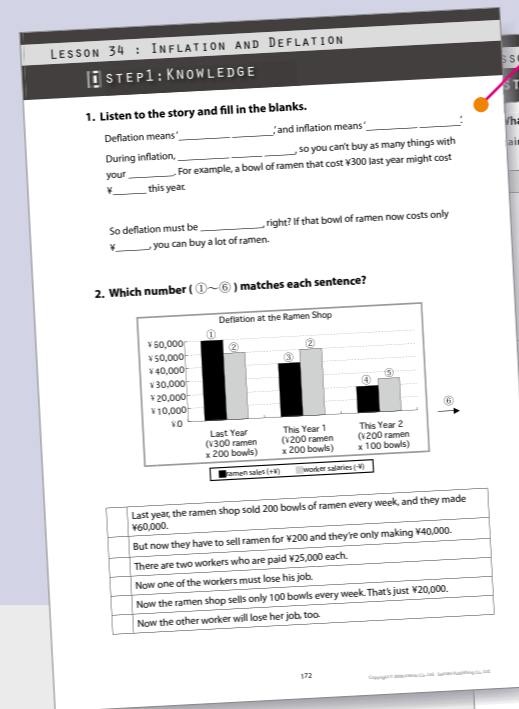 LESSON 34 : INFLATION AND DEFLATION
STEP1:KNOWLEDGE
1. Listen to the story and fill in the blanks.
Deflation means '__________ ________,' and inflation means '__________ ________.'
During inflation, __________ ______ ______, so you can't buy as many things with
your _________. For example, a bowl of ramen that cost ¥300 last year might cost
¥______ this year.
So deflation must be ____________, right? If that bowl of ramen now costs only
¥______, you can buy a lot of ramen.
2. Which number ( ①~⑥ ) matches each sentence?
Deflation at the Ramen Shop
① ② ③ ② ④ ⑤ ⑥
¥60,000
¥50,000
¥40,000
¥30,000
¥20,000
¥10,000
¥0
Last Year
(¥300 ramen
x 200 bowls)
This Year 1
(¥200 ramen
x 200 bowls)
This Year 2
(¥200 ramen
x 100 bowls)
ramen sales (+¥) worker salaries (-¥)
Last year, the ramen shop sold 200 bowls of ramen every week, and they made
¥60,000.
But now they have to sell ramen for ¥200 and they're only making ¥40,000.
There are two workers who are paid ¥25,000 each.
Now one of the workers must lose his job.
Now the ramen shop sells only 100 bowls every week. That's just ¥20,000.
Now the other worker will lose her job, too.
172